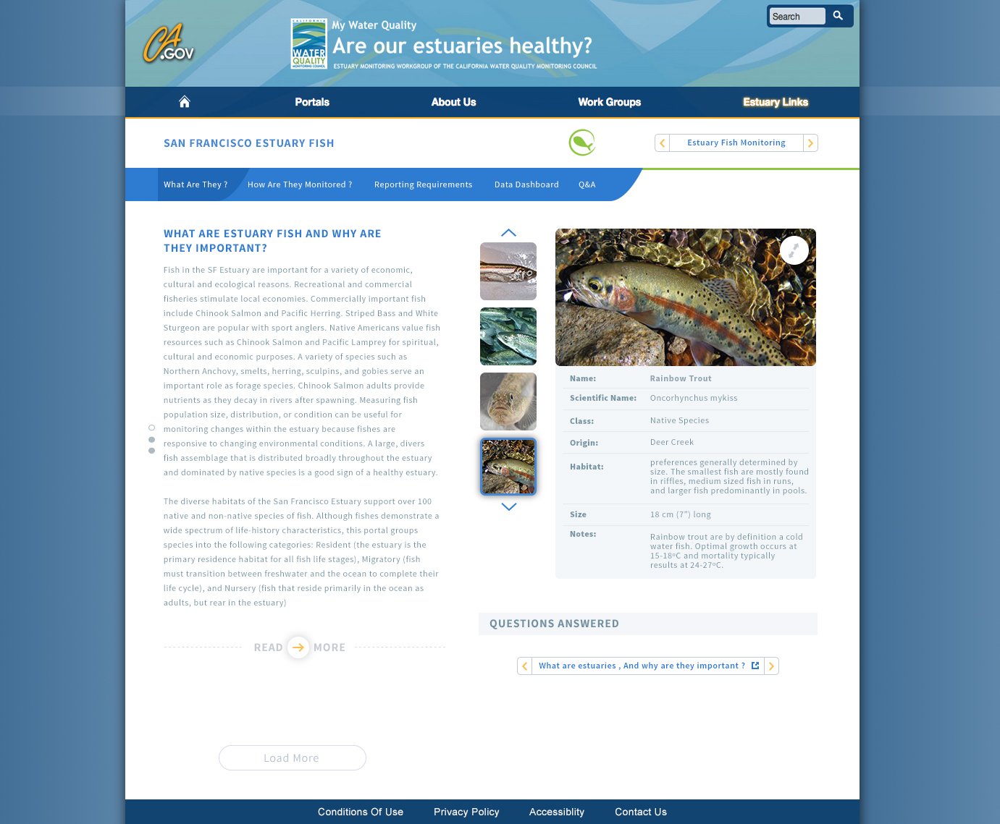 CA.GOV
CALIFORNIA
WATER
QUALITY
MONITORING COUNCIL
My Water Quality
Are our estuaries healthy?
ESTUARY MONITORING WORKGROUP OF THE CALIFORNIA WATER QUALITY MONITORING COUNCIL
Search
Portals
About Us
Work Groups
Estuary Links
SAN FRANCISCO ESTUARY FISH
Estuary Fish Monitoring
What Are They ?
How Are They Monitored ?
Reporting Requirements
Data Dashboard
Q&A
WHAT ARE ESTUARY FISH AND WHY ARE
THEY IMPORTANT?
Fish in the SF Estuary are important for a variety of economic,
cultural and ecological reasons. Recreational and commercial
fisheries stimulate local economies. Commercially important fish
include Chinook Salmon and Pacific Herring. Striped Bass and White
Sturgeon are popular with sport anglers. Native Americans value fish
resources such as Chinook Salmon and Pacific Lamprey for spiritual,
cultural and economic purposes. A variety of species such as
Northern Anchovy, smelts, herring, sculpins, and gobies serve an
important role as forage species. Chinook Salmon adults provide
nutrients as they decay in rivers after spawning. Measuring fish
population size, distribution, or condition can be useful for
monitoring changes within the estuary because fishes are
responsive to changing environmental conditions. A large, divers
fish assemblage that is distributed broadly throughout the estuary
and dominated by native species is a good sign of a healthy estuary.
The diverse habitats of the San Francisco Estuary support over 100
native and non-native species of fish. Although fishes demonstrate a
wide spectrum of life-history characteristics, this portal groups
species into the following categories: Resident (the estuary is the
primary residence habitat for all fish life stages), Migratory (fish
must transition between freshwater and the ocean to complete their
life cycle), and Nursery (fish that reside primarily in the ocean as
adults, but rear in the estuary)
READ MORE
Load More
Name: Rainbow Trout
Scientific Name: Oncorhynchus mykiss
Class: Native Species
Origin: Deer Creek
Habitat: preferences generally determined by
size. The smallest fish are mostly found
in riffles, medium sized fish in runs,
and larger fish predominantly in pools.
Size 18 cm (7") long
Notes: Rainbow trout are by definition a cold
water fish. Optimal growth occurs at
15-18ºC and mortality typically
results at 24-27ºC.
QUESTIONS ANSWERED
What are estuaries , And why are they important ?
Conditions Of Use
Privacy Policy
Accessiblity
Contact Us